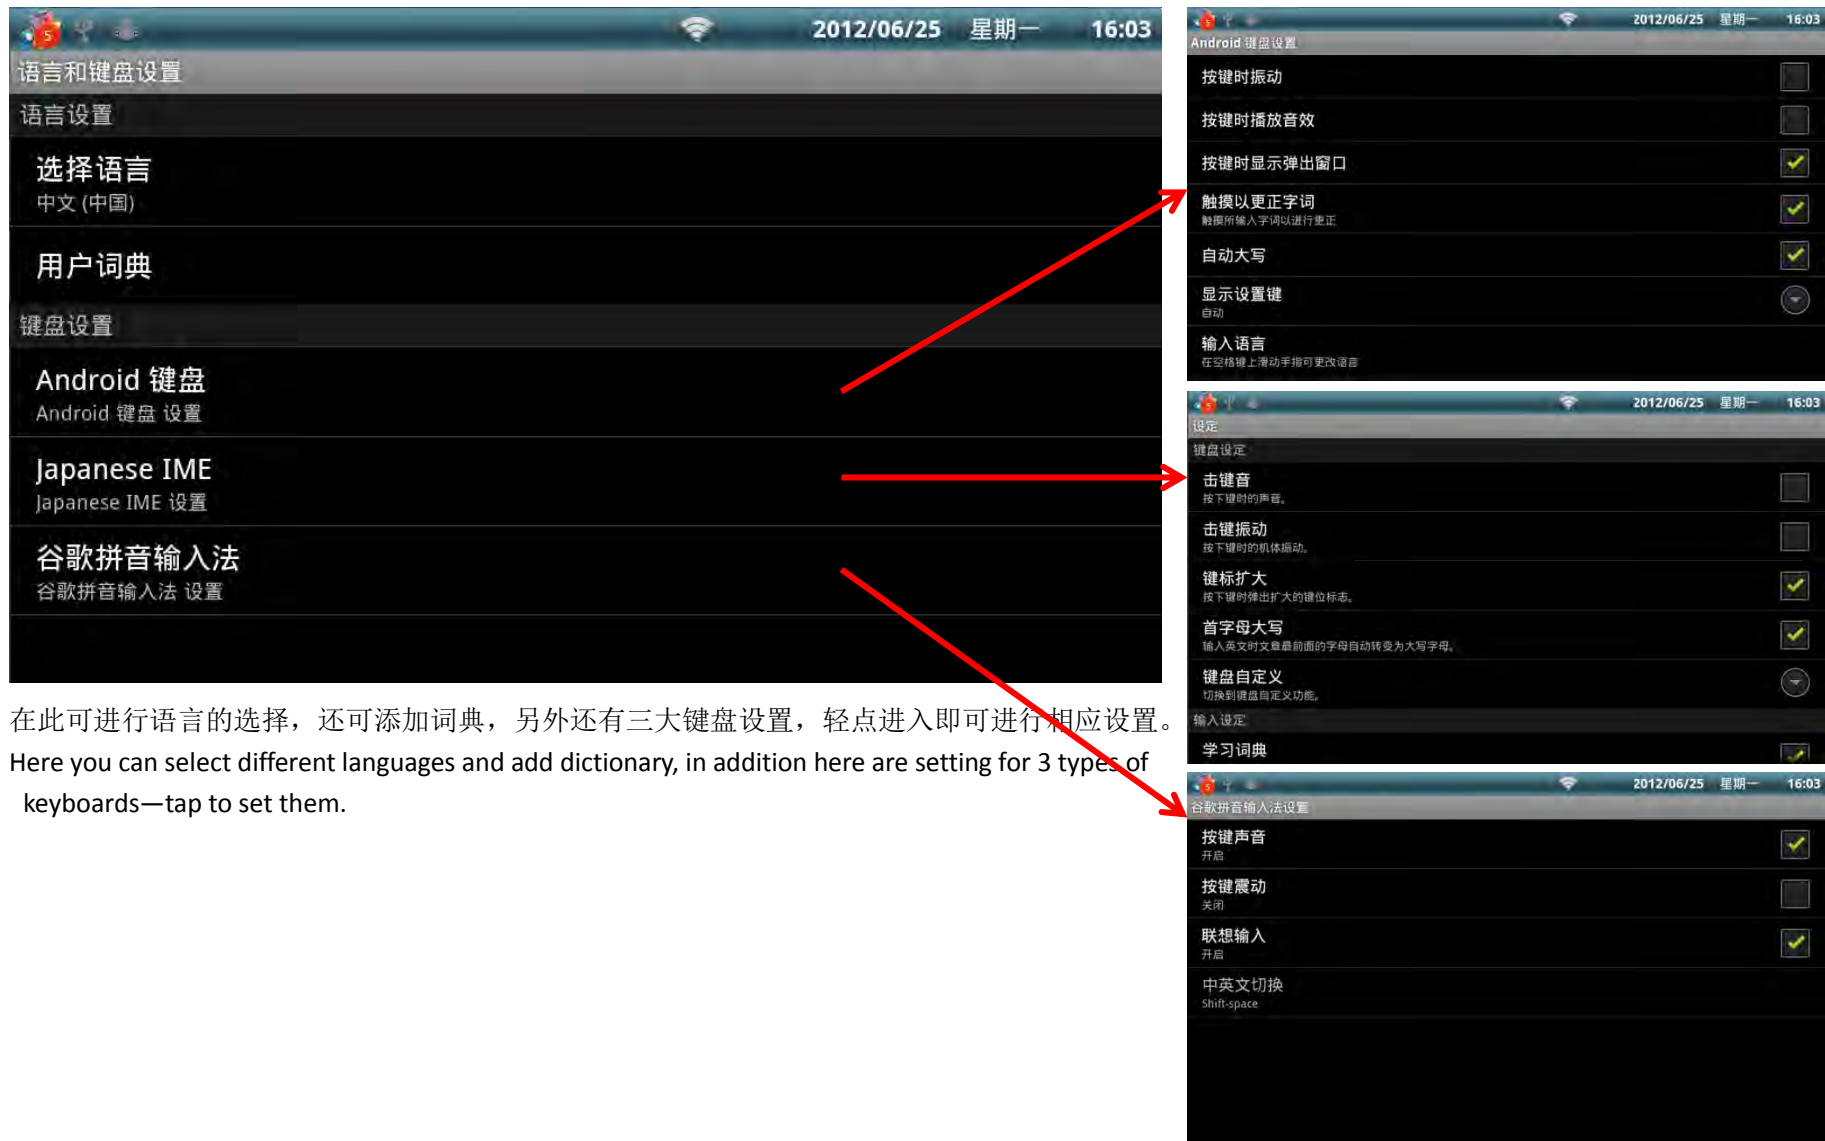 2012/06/25 星期一 16:03
语言和键盘设置
语言设置
选择语言
中文 (中国)
用户词典
键盘设置
Android 键盘
Android 键盘 设置
Japanese IME
Japanese IME 设置
谷歌拼音输入法
谷歌拼音输入法 设置
在此可进行语言的选择，还可添加词典，另外还有三大键盘设置，轻点进入即可进行相应设置。
Here you can select different languages and add dictionary, in addition here are setting for 3 types of
keyboards—tap to set them.
2012/06/25 星期一 16:03
Android 键盘设置
按键时振动
按键时播放音效
按键时显示弹出窗口
触摸以更正字词
触摸所输入字词以进行更正
自动大写
显示设置键
自动
输入语言
在空格键上滑动手指可更改语言
2012/06/25 星期一 16:03
设定
键盘设定
击键音
按下键时的声音。
击键振动
按下键时的机体振动。
键标扩大
按下键时弹出扩大的键位标志。
首字母大写
输入英文时文章最前面的字母自动转变为大写字母。
键盘自定义
切换到键盘自定义功能。
输入设定
学习词典
2012/06/25 星期一 16:03
谷歌拼音输入法设置
按键声音
开启
按键震动
关闭
联想输入
开启
中英文切换
Shift-space